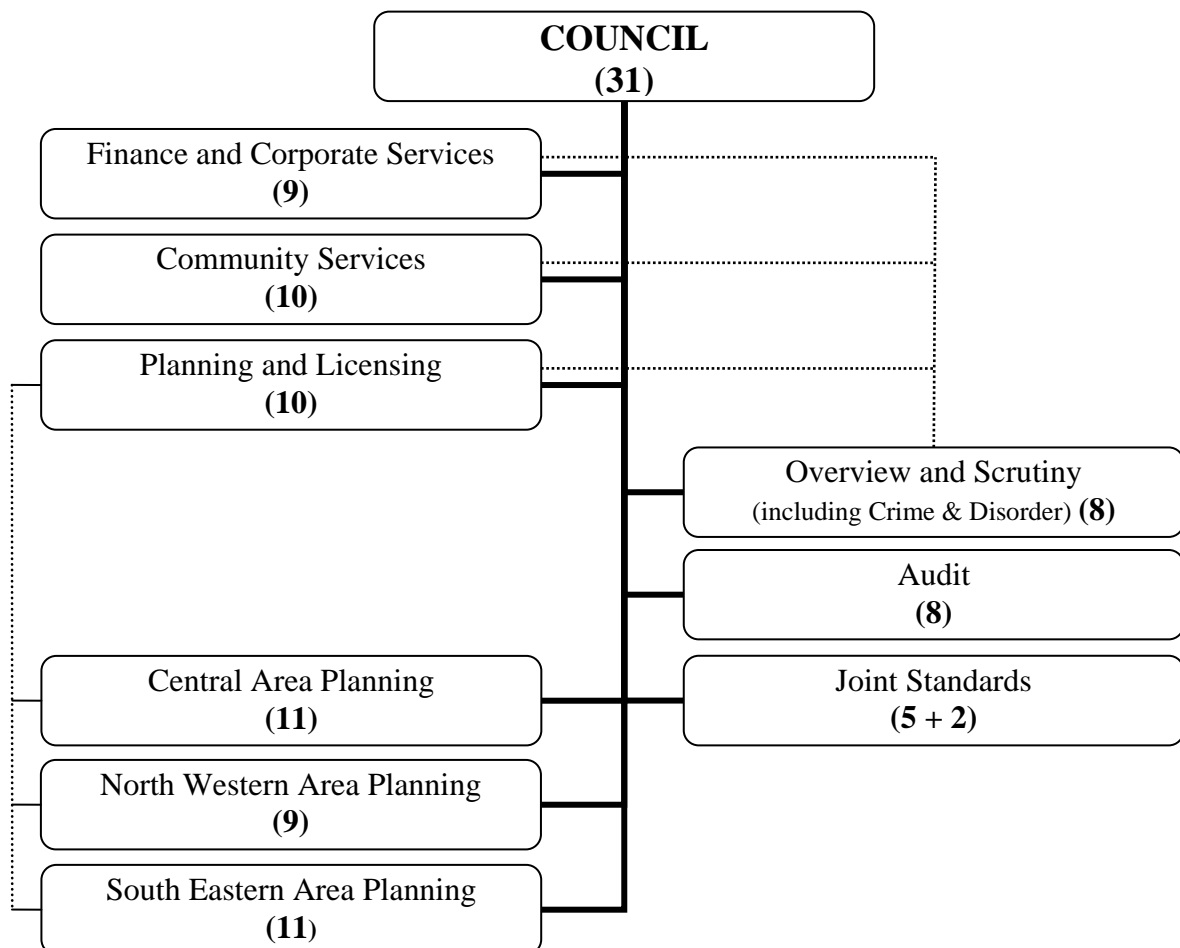 COUNCIL
(31)
Finance and Corporate Services
(9)
Community Services
(10)
Planning and Licensing
(10)
Overview and Scrutiny
(including Crime & Disorder) (8)
Audit
(8)
Central Area Planning
(11)
Joint Standards
(5 + 2)
North Western Area Planning
(9)
South Eastern Area Planning
(11)